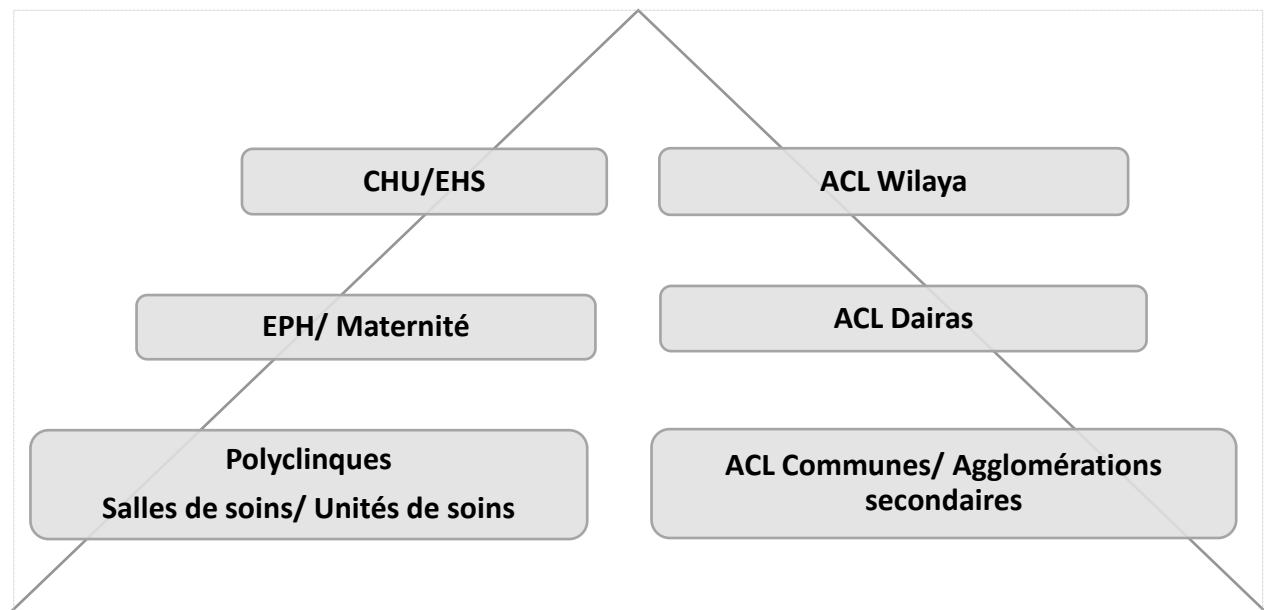 CHU/EHS
ACL Wilaya
EPH/ Maternité
ACL Dairas
Polyclinques
Salles de soins/ Unités de soins
ACL Communes/ Agglomérations
secondaires